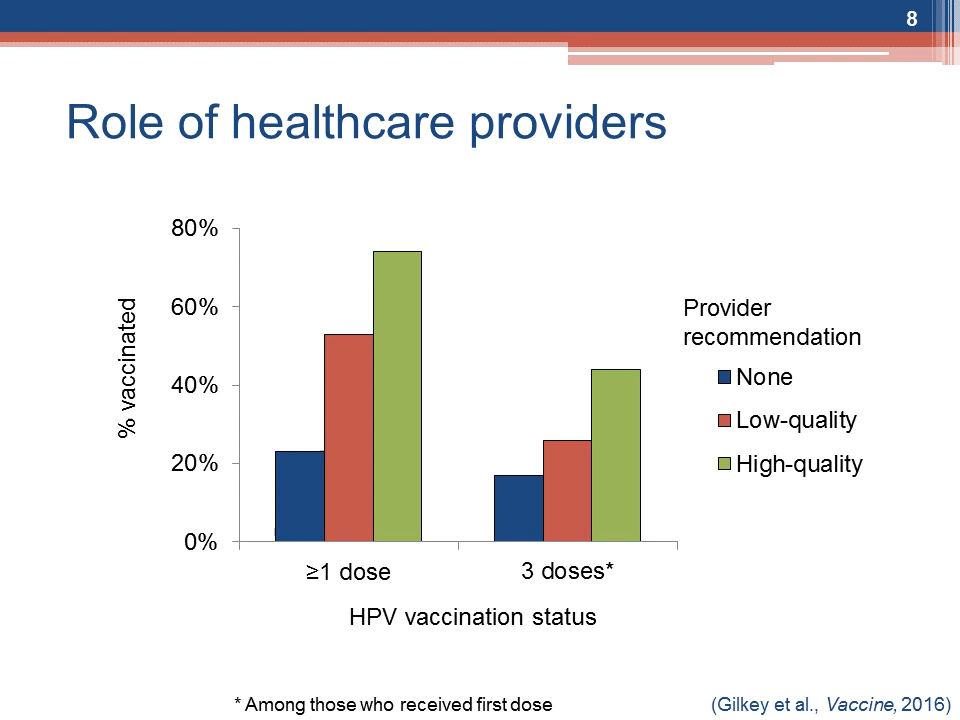 8
Role of healthcare providers
80%
60%
40%
20%
0%
% vaccinated
≥1 dose
3 doses*
HPV vaccination status
Provider
recommendation
None
Low-quality
High-quality
* Among those who received first dose
(Gilkey et al., Vaccine, 2016)